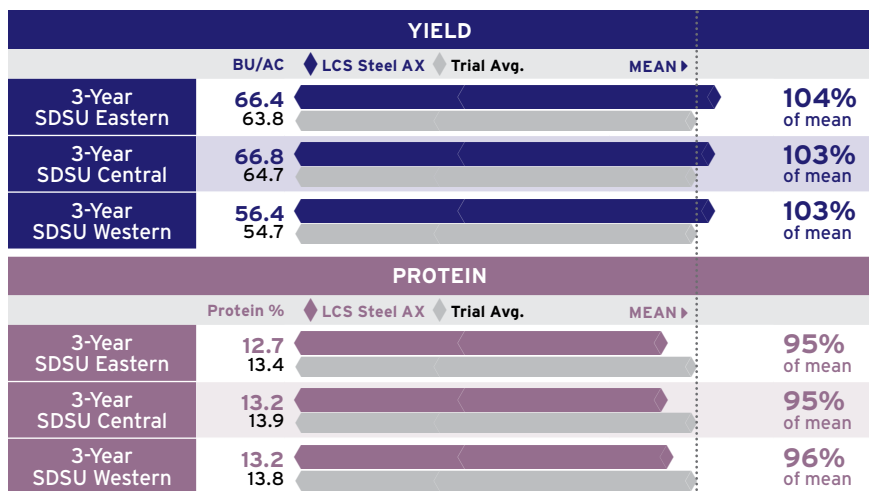 YIELD
BU/AC LCS Steel AX Trial Avg. MEAN
3-Year
SDSU Eastern
66.4
63.8
104%
of mean
3-Year
SDSU Central
66.8
64.7
103%
of mean
3-Year
SDSU Western
56.4
54.7
103%
of mean
PROTEIN
Protein % LCS Steel AX Trial Avg. MEAN
3-Year
SDSU Eastern
12.7
13.4
95%
of mean
3-Year
SDSU Central
13.2
13.9
95%
of mean
3-Year
SDSU Western
13.2
13.8
96%
of mean